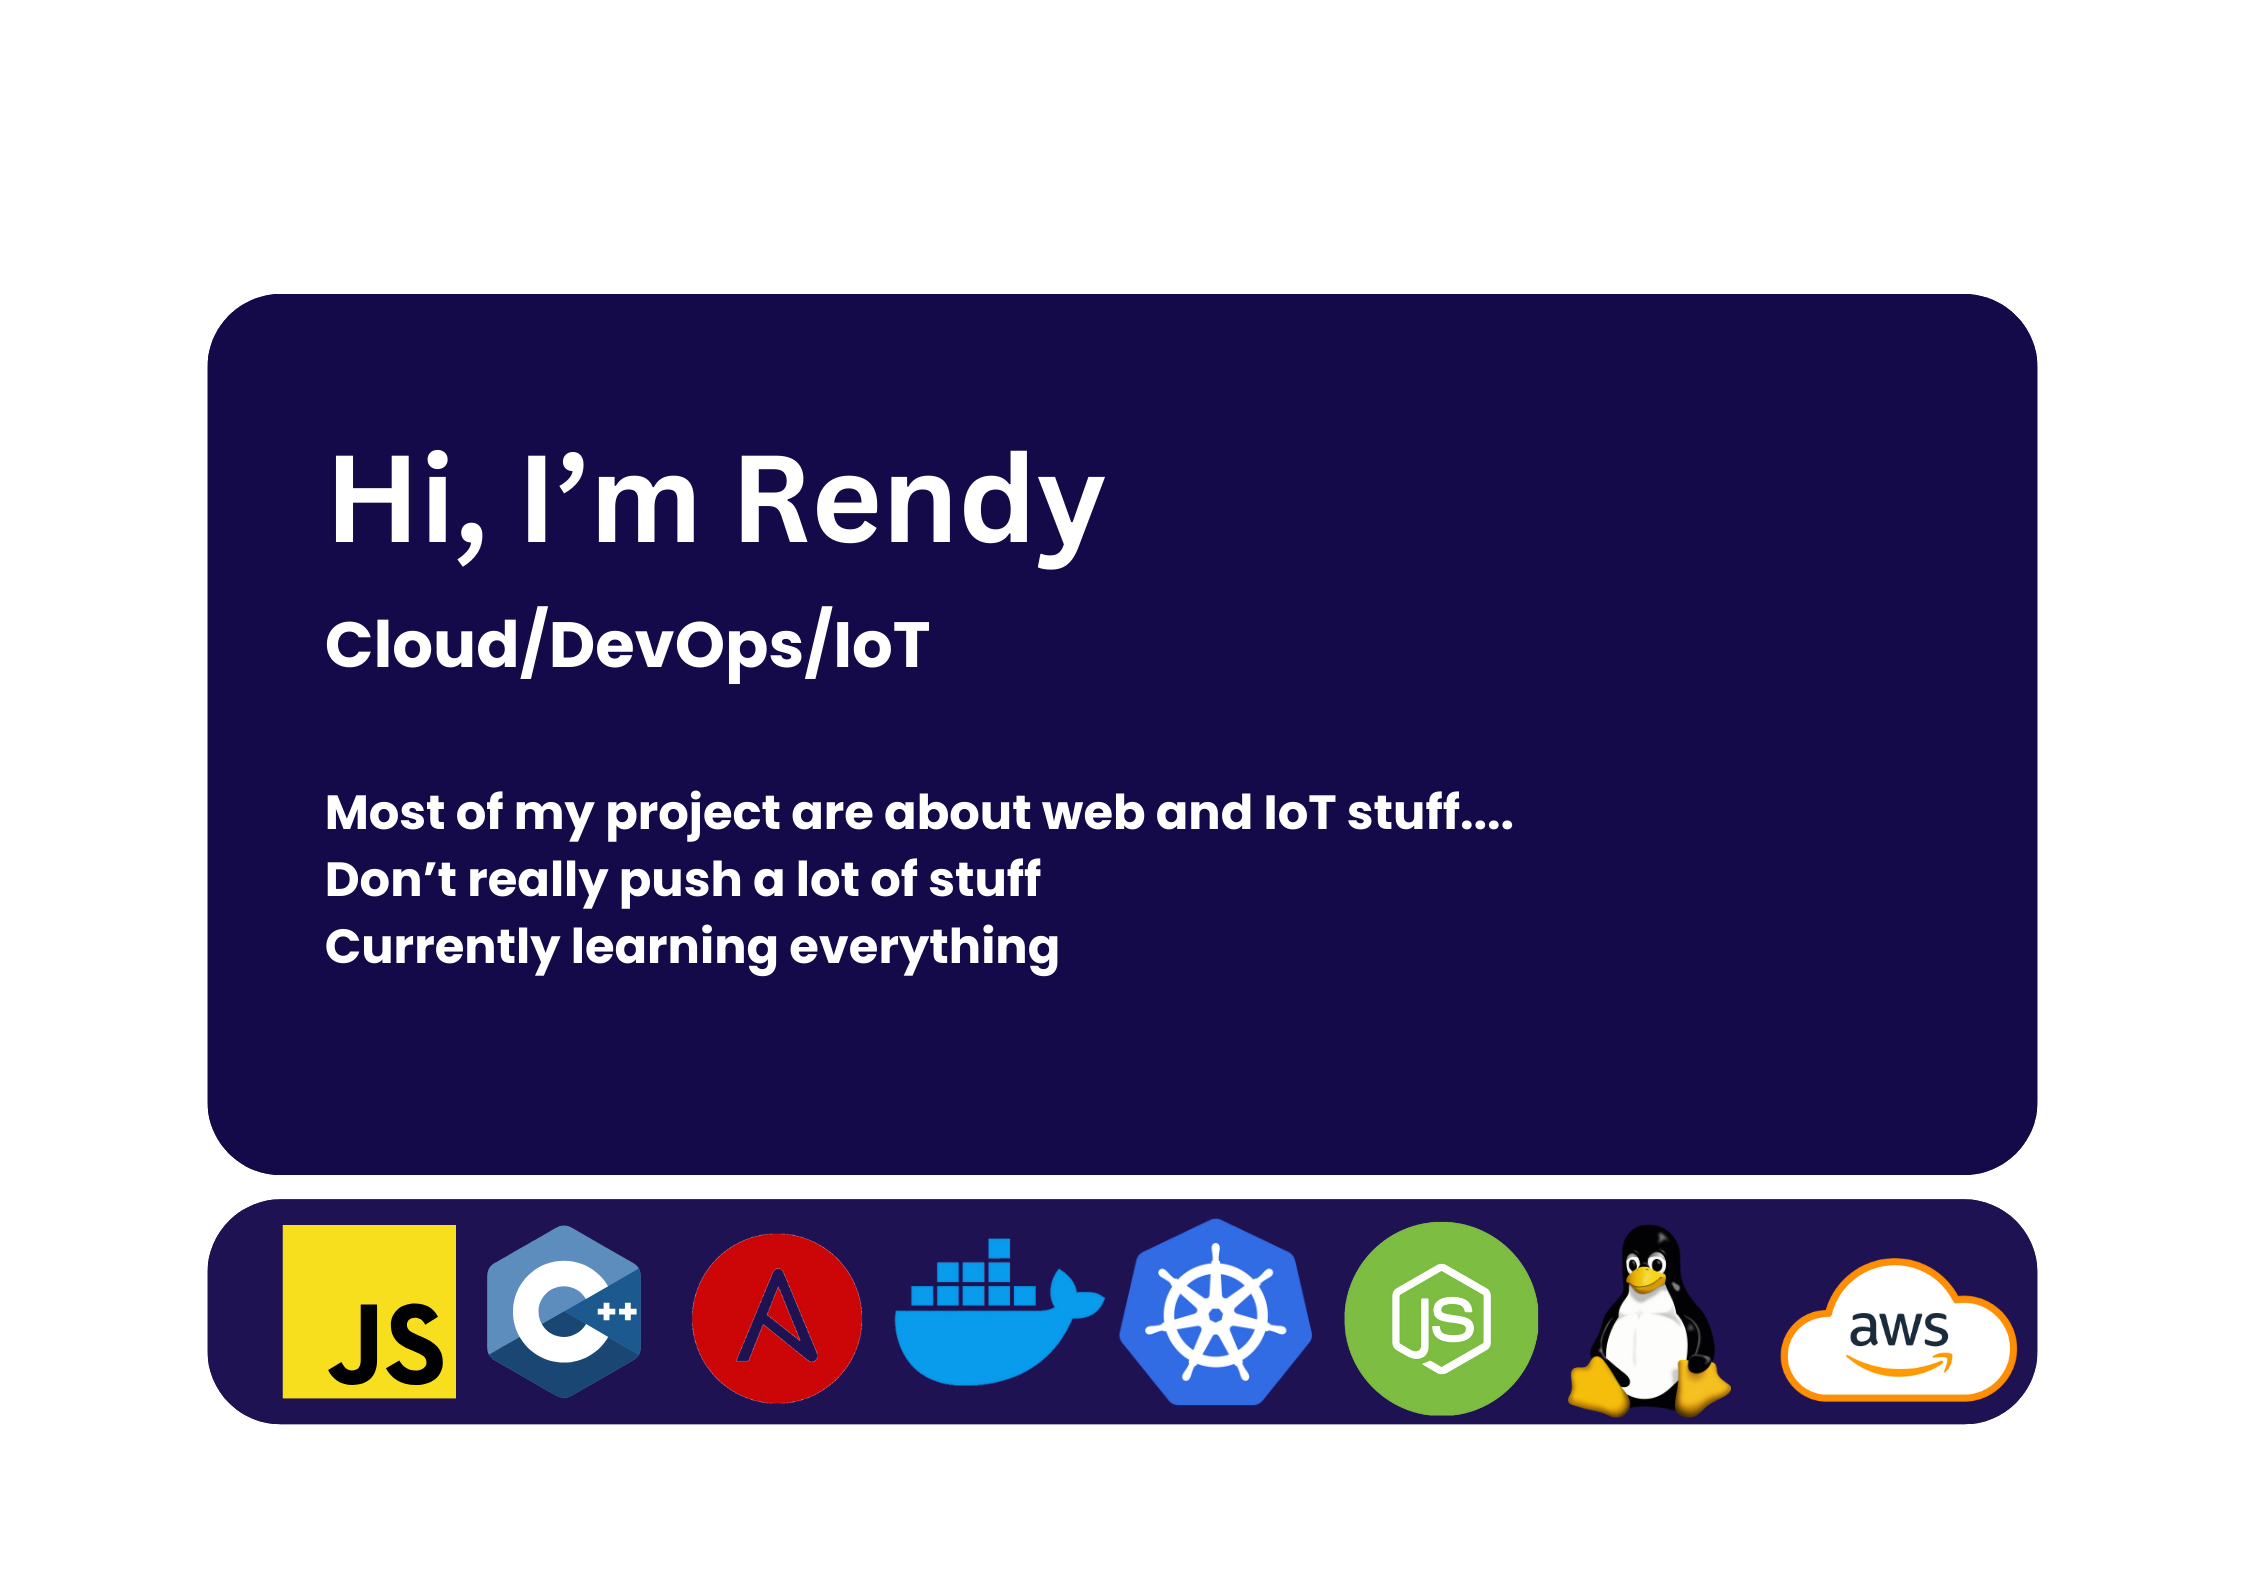 Hi, I’m Rendy
Cloud/DevOps/IoT
Most of my project are about web and IoT stuff....
Don’t really push a lot of stuff
Currently learning everything
JS
C++
A
JS
aws